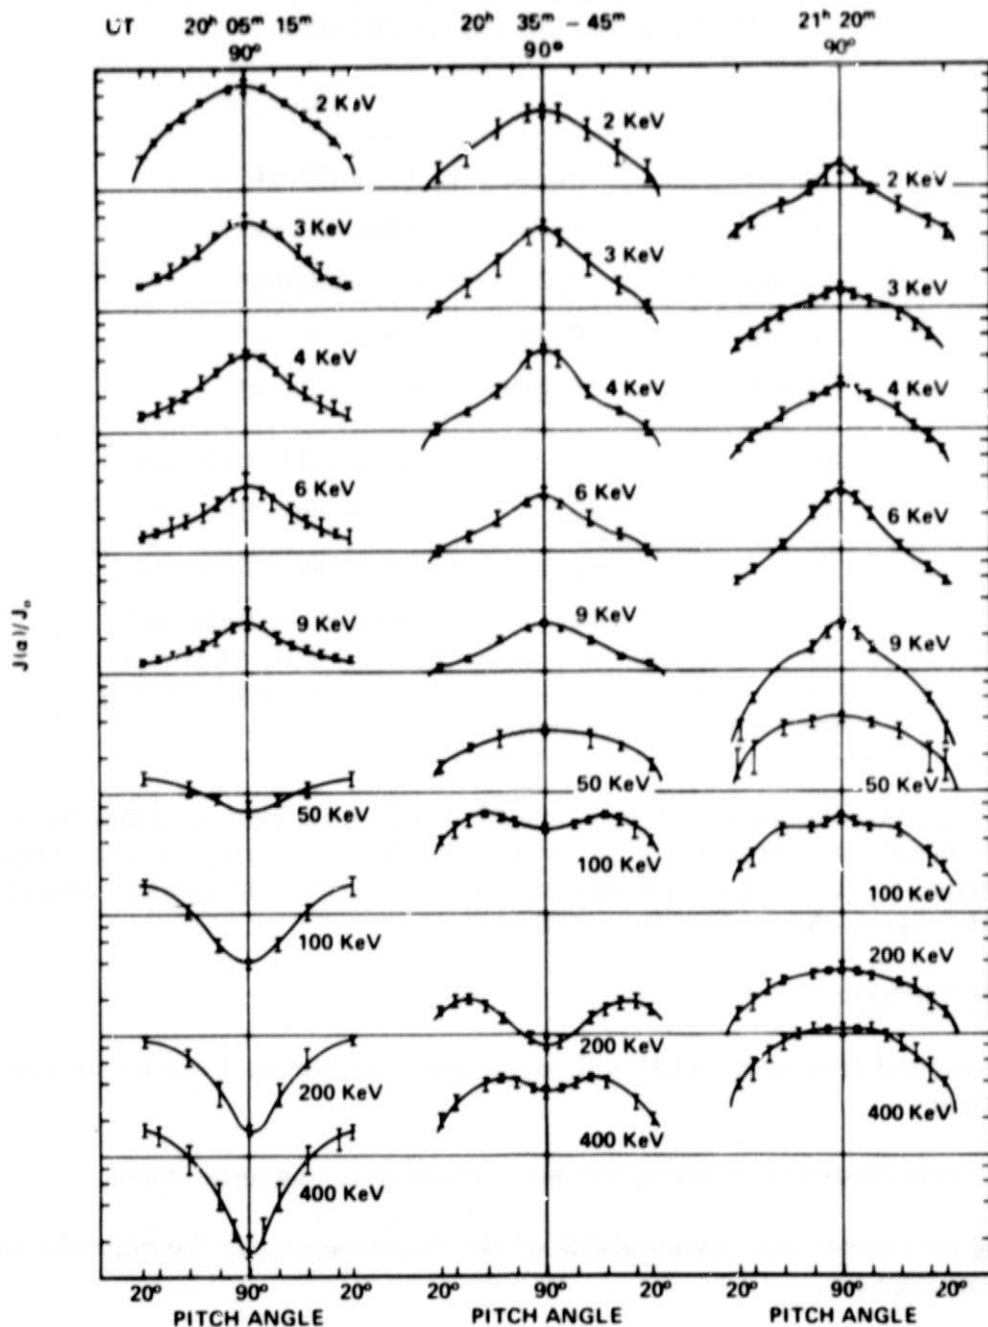 UT 20ʰ 05ᵐ 15ᵐ 20ʰ 35ᵐ – 45ᵐ 21ʰ 20ᵐ
90° 90° 90°
2 KeV 2 KeV 2 KeV
3 KeV 3 KeV 3 KeV
4 KeV 4 KeV 4 KeV
6 KeV 6 KeV 6 KeV
9 KeV 9 KeV 9 KeV
50 KeV 50 KeV 50 KeV
100 KeV 100 KeV 100 KeV
200 KeV 200 KeV 200 KeV
400 KeV 400 KeV 400 KeV
20° 90° 20° 20° 90° 20° 20° 90° 20°
PITCH ANGLE PITCH ANGLE PITCH ANGLE